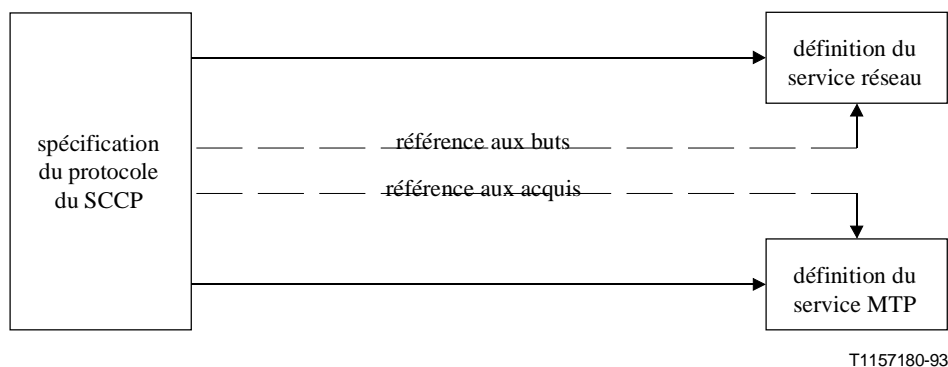 définition du
service réseau
spécification
du protocole
du SCCP
référence aux buts
référence aux acquis
définition du
service MTP
T1157180-93